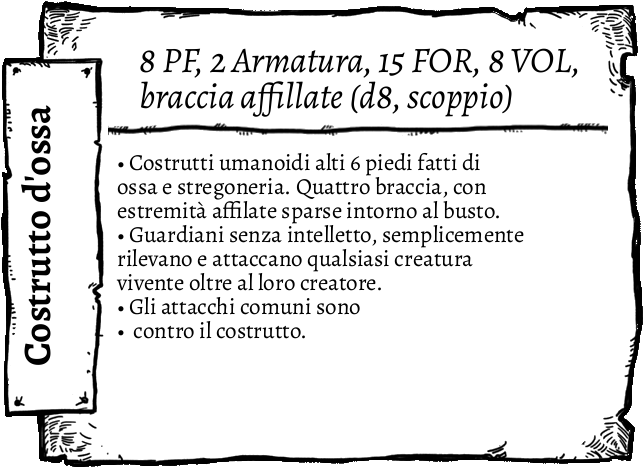 Costrutto d'ossa
8 PF, 2 Armatura, 15 FOR, 8 VOL,
braccia affillate (d8, scoppio)
• Costrutti umanoidi alti 6 piedi fatti di
ossa e stregoneria. Quattro braccia, con
estremità affilate sparse intorno al busto.
• Guardiani senza intelletto, semplicemente
rilevano e attaccano qualsiasi creatura
vivente oltre al loro creatore.
• Gli attacchi comuni sono
• contro il costrutto.